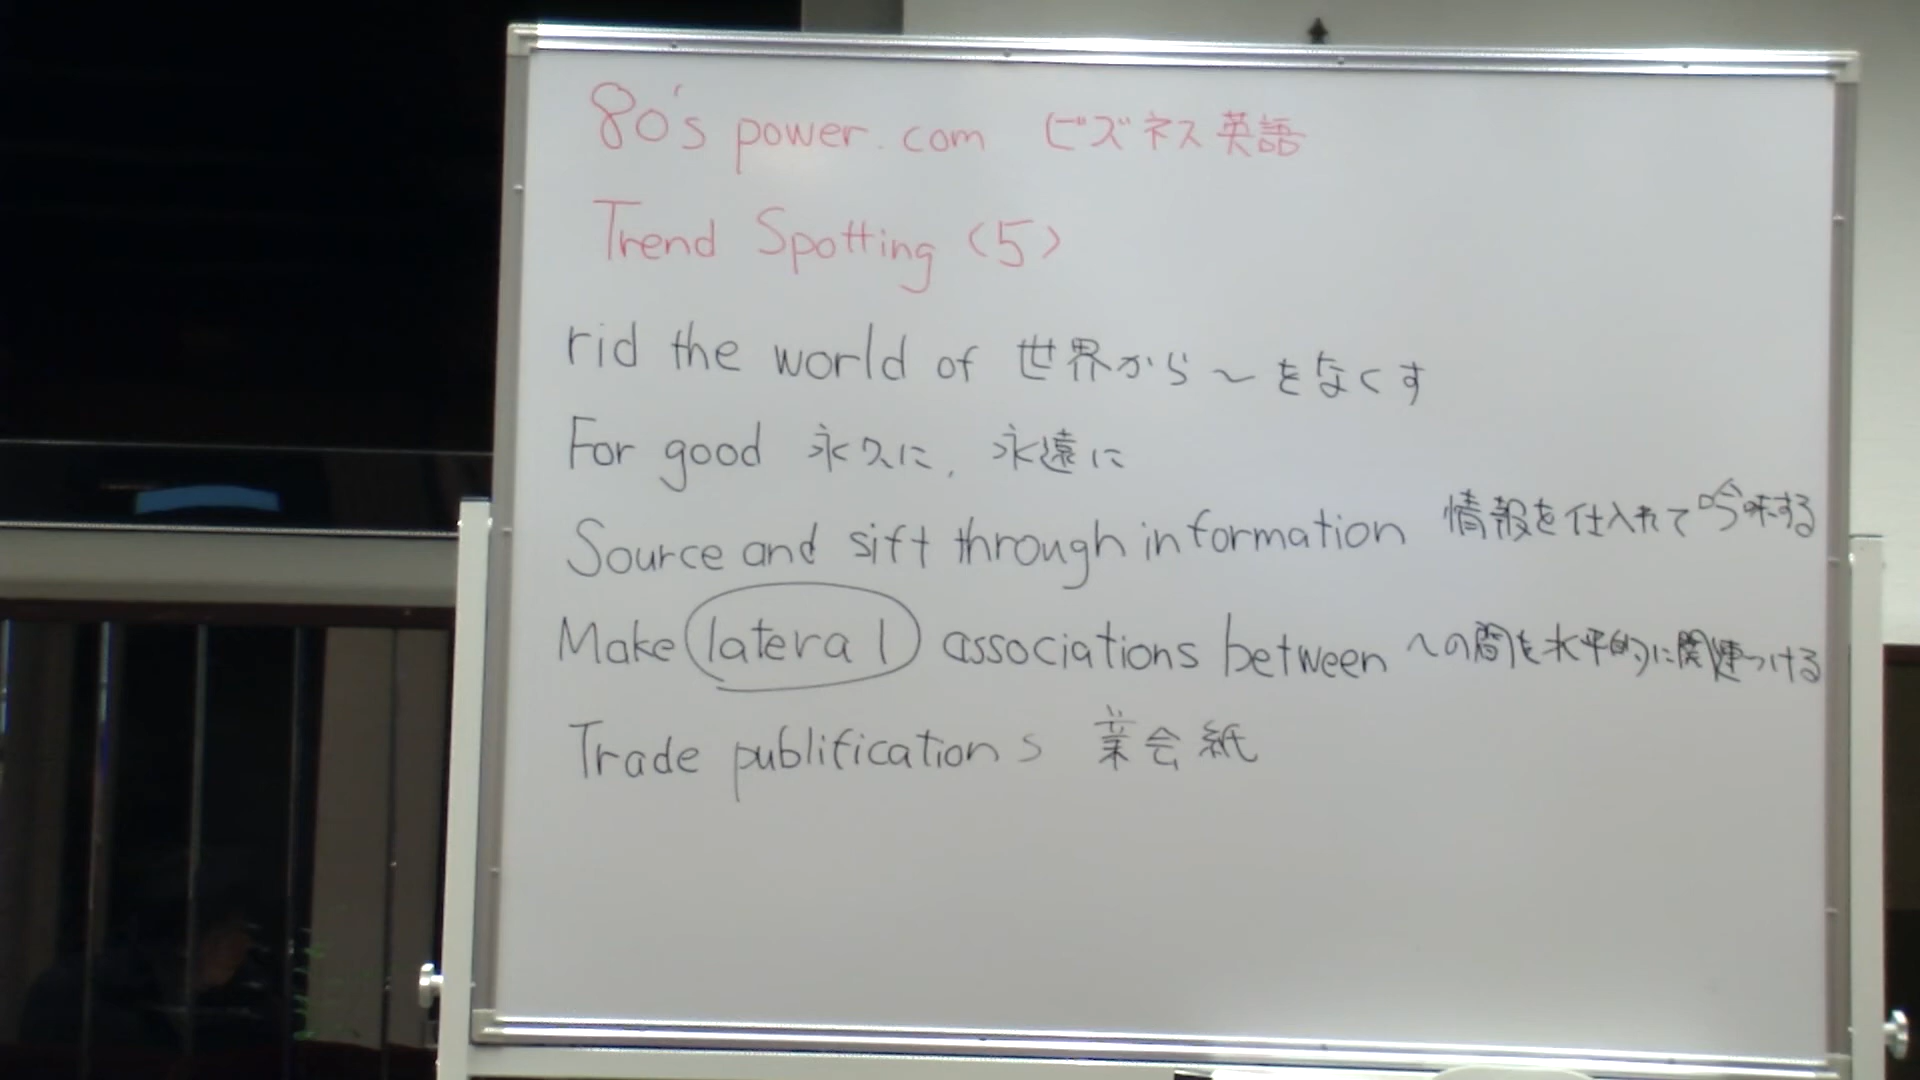 80's power.com ビズネス英語
Trend Spotting (5)
rid the world of 世界から〜をなくす
For good 永久に, 永遠に
Source and sift through information 情報を仕入れて吟味する
Make lateral associations between 〜の間を水平的に関連づける
Trade publifications 業会紙